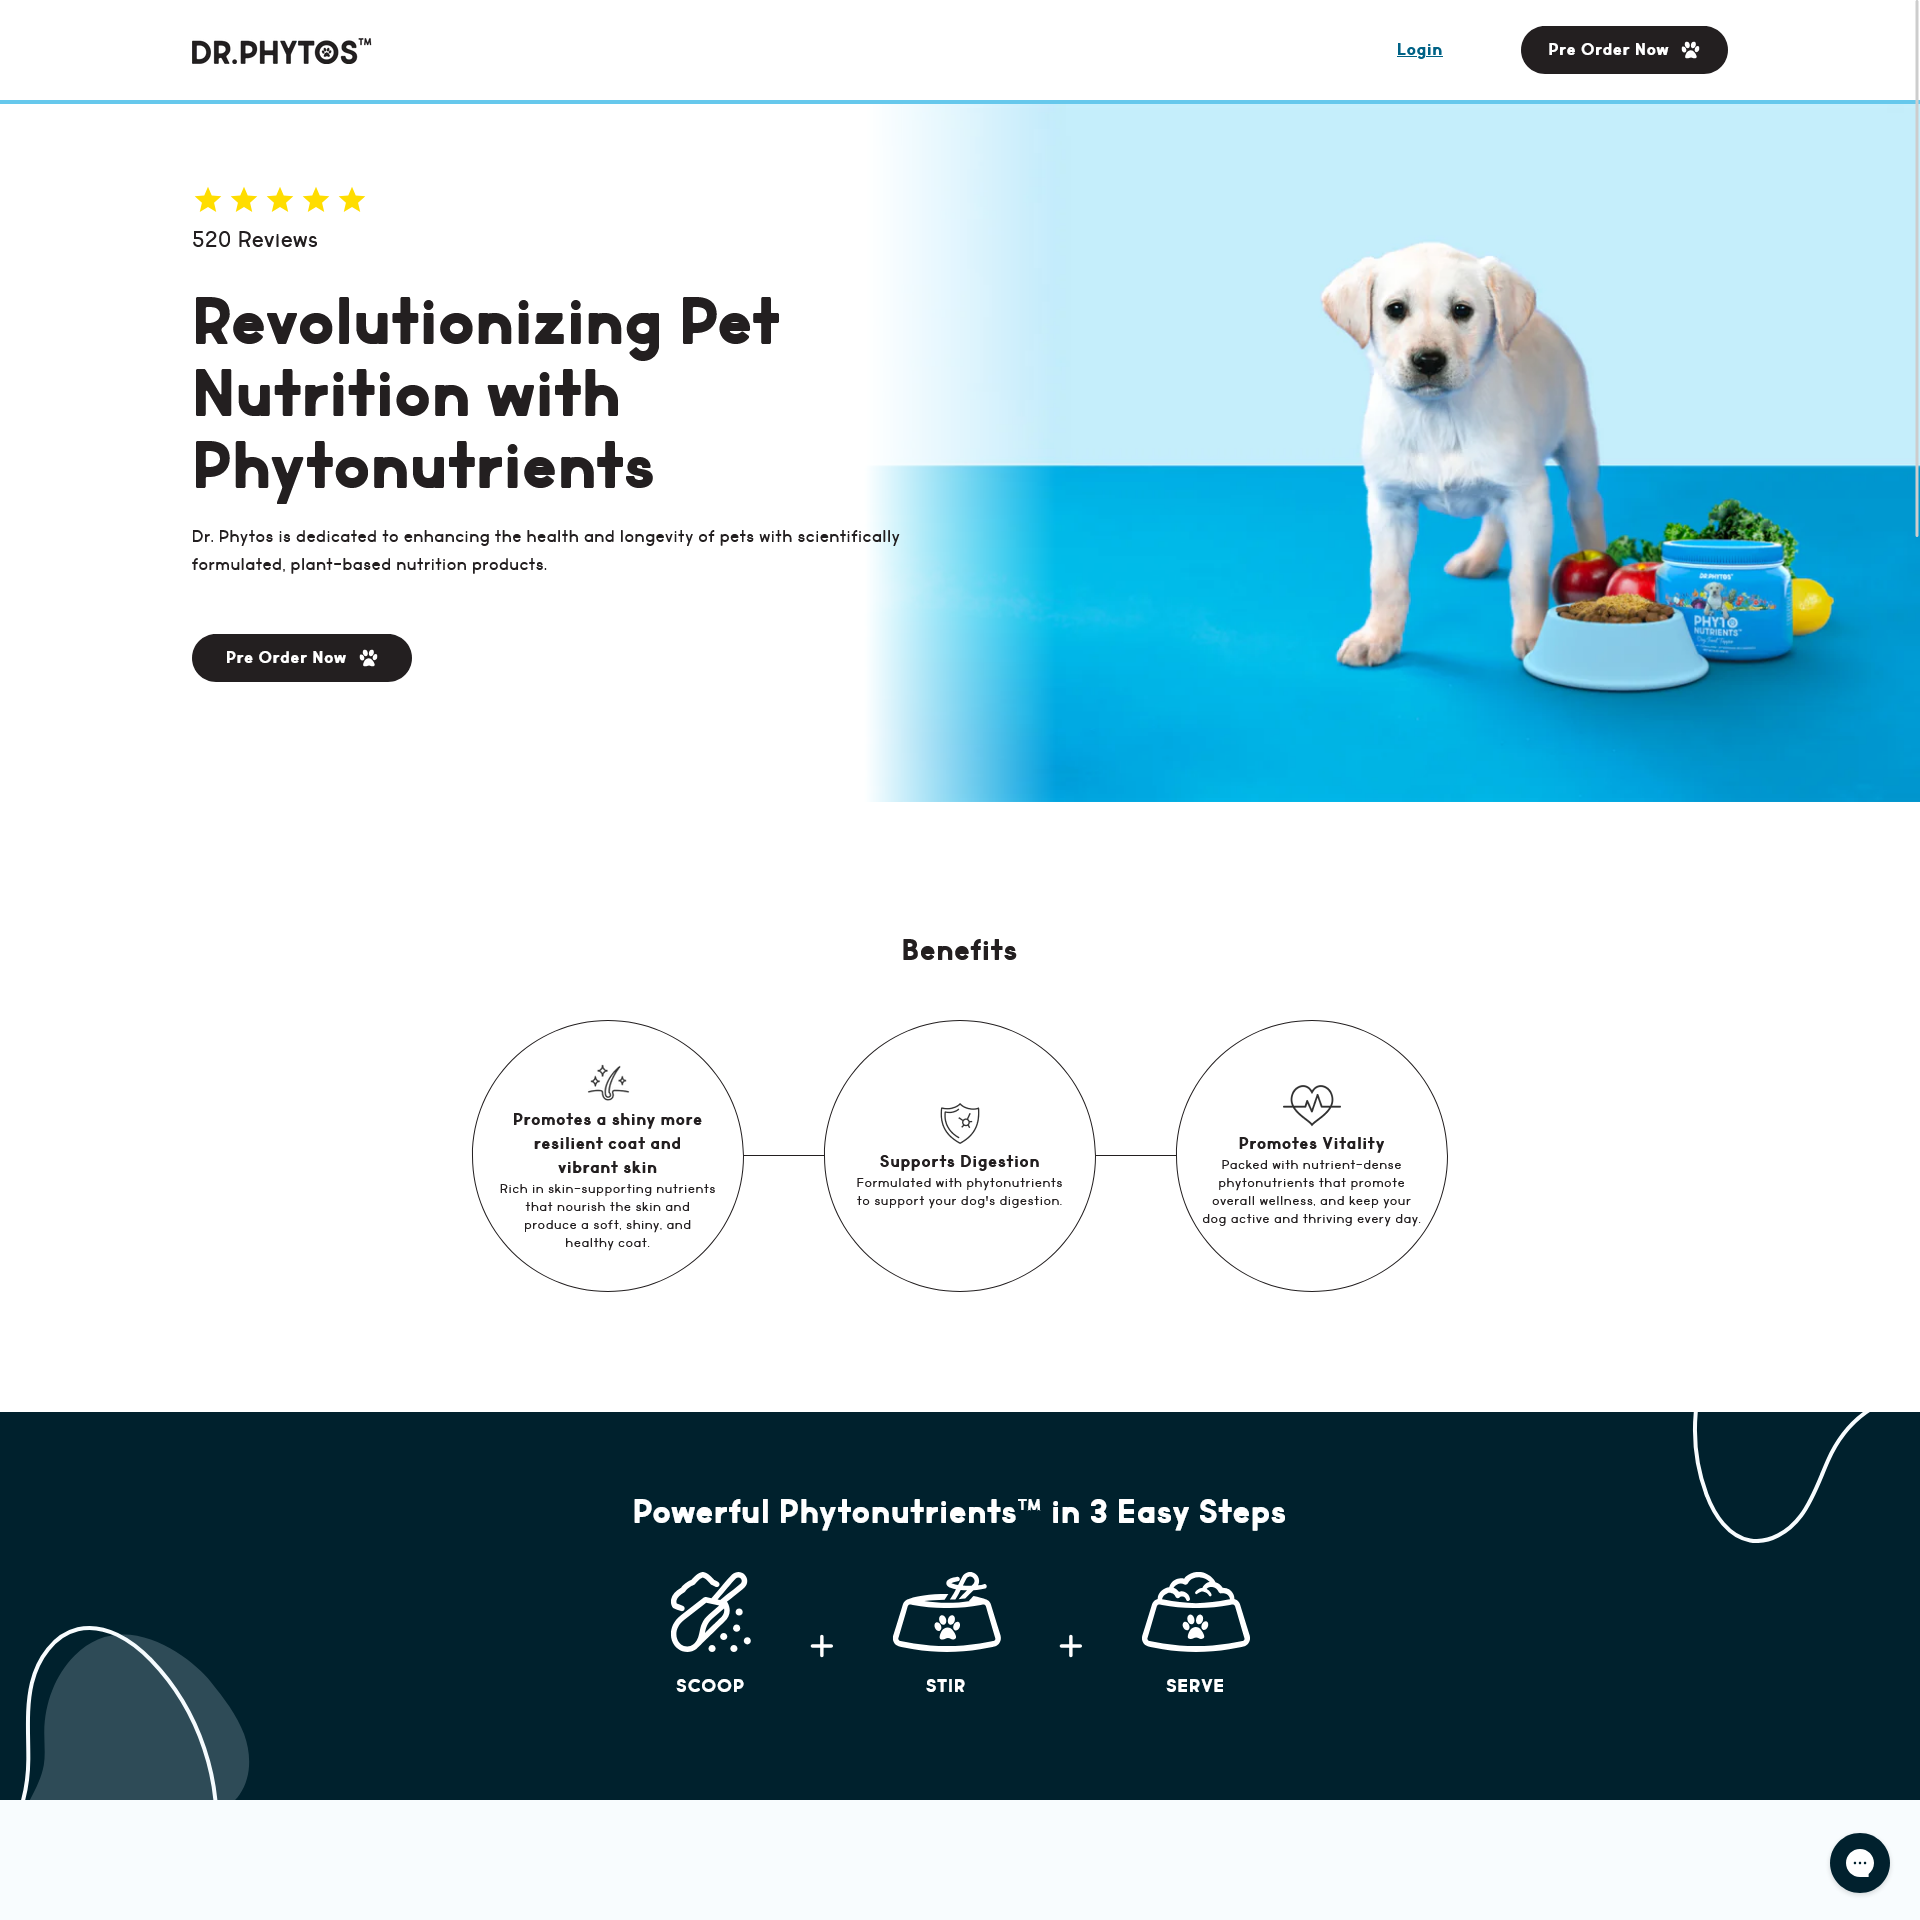 DR.PHYTOS™
Login
Pre Order Now
520 Reviews
Revolutionizing Pet
Nutrition with
Phytonutrients
Dr. Phytos is dedicated to enhancing the health and longevity of pets with scientifically
formulated, plant-based nutrition products.
Pre Order Now
DR.PHYTOS
PHYTO
NUTRIENTS™
Benefits
Promotes a shiny more
resilient coat and
vibrant skin
Rich in skin-supporting nutrients
that nourish the skin and
produce a soft, shiny, and
healthy coat.
Supports Digestion
Formulated with phytonutrients
to support your dog's digestion.
Promotes Vitality
Packed with nutrient-dense
phytonutrients that promote
overall wellness, and keep your
dog active and thriving every day.
Powerful Phytonutrients™ in 3 Easy Steps
SCOOP
+
STIR
+
SERVE